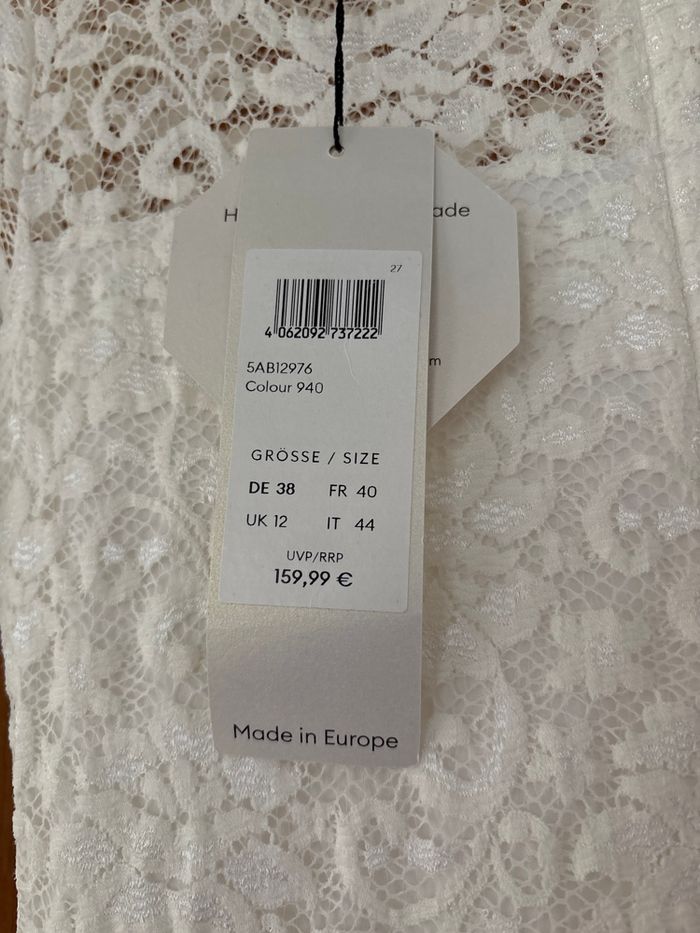 H
ade
27
4 062092 737222
m
5AB12976
Colour 940
GRÖSSE / SIZE
DE 38 FR 40
UK 12 IT 44
UVP/RRP
159,99 €
Made in Europe